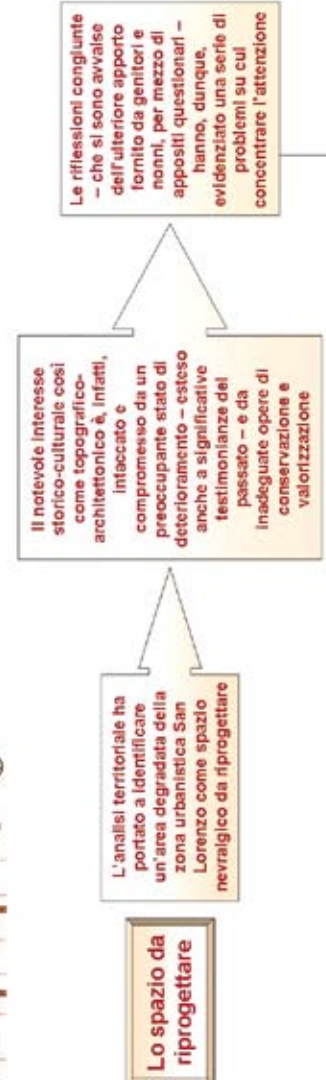 Lo spazio da
riprogettare
L'analisi territoriale ha
portato a identificare
un'area degradata della
zona urbanistica San
Lorenzo come spazio
nevralgico da riprogettare
Il notevole interesse
storico-culturale così
come topografico-
architettonico è, infatti,
intaccato e
compromesso da un
preoccupante stato di
deterioramento – esteso
anche a significative
testimonianze del
passato – e da
inadeguate opere di
conservazione e
valorizzazione
Le riflessioni congiunte
– che si sono avvalse
dell'ulteriore apporto
fornito da genitori e
nonni, per mezzo di
appositi questionari –
hanno, dunque,
evidenziato una serie di
problemi su cui
concentrare l'attenzione